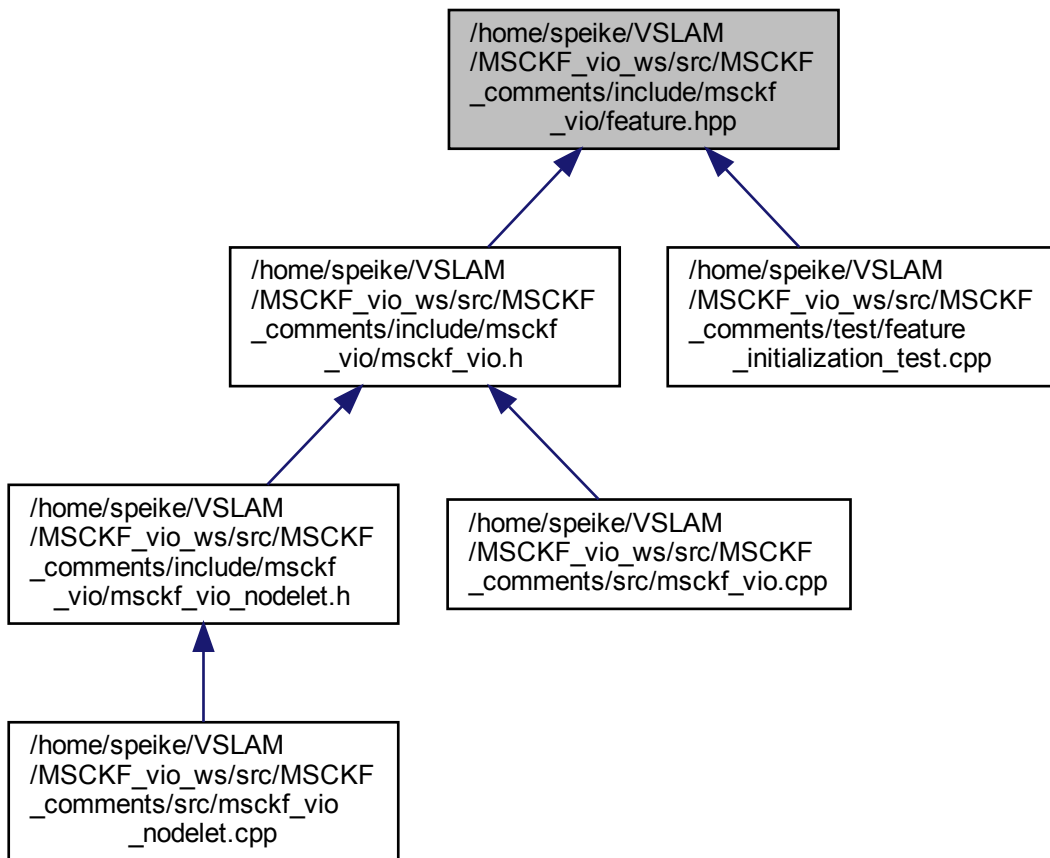 /home/speike/VSLAM
/MSCKF_vio_ws/src/MSCKF
_comments/include/msckf
_vio/feature.hpp
/home/speike/VSLAM
/MSCKF_vio_ws/src/MSCKF
_comments/include/msckf
_vio/msckf_vio.h
/home/speike/VSLAM
/MSCKF_vio_ws/src/MSCKF
_comments/test/feature
_initialization_test.cpp
/home/speike/VSLAM
/MSCKF_vio_ws/src/MSCKF
_comments/include/msckf
_vio/msckf_vio_nodelet.h
/home/speike/VSLAM
/MSCKF_vio_ws/src/MSCKF
_comments/src/msckf_vio.cpp
/home/speike/VSLAM
/MSCKF_vio_ws/src/MSCKF
_comments/src/msckf_vio
_nodelet.cpp